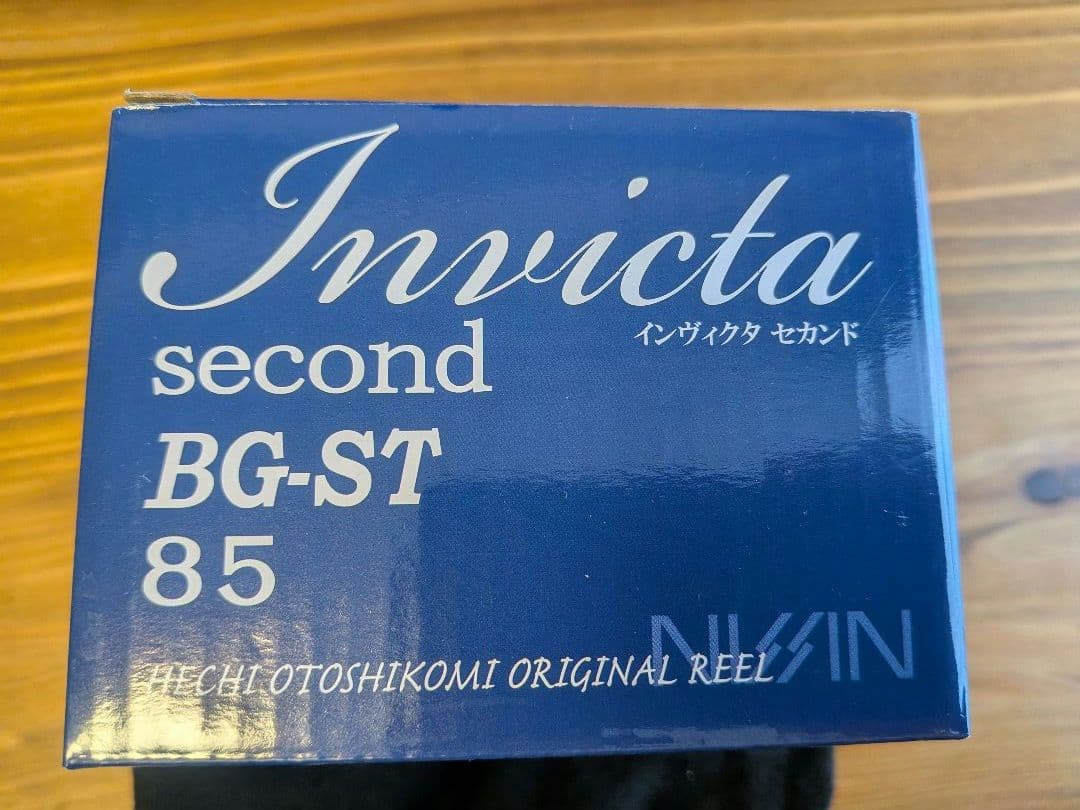 Invicta
インヴィクタ セカンド
second
BG-ST
85
NISSIN
HECHI OTOSHIKOMI ORIGINAL REEL